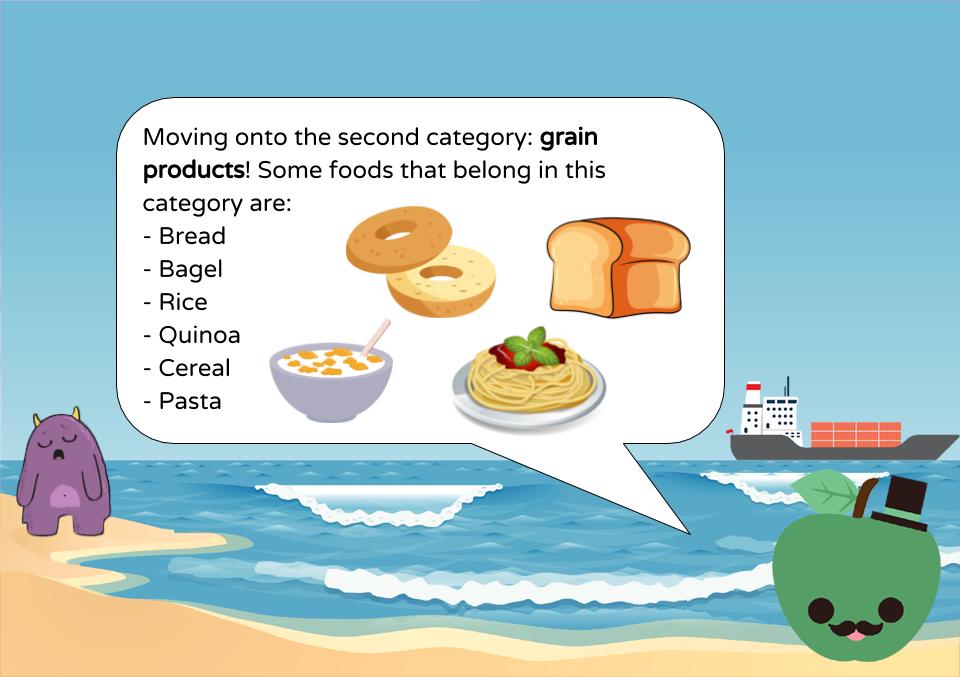 Moving onto the second category: grain
products! Some foods that belong in this
category are:
- Bread
- Bagel
- Rice
- Quinoa
- Cereal
- Pasta